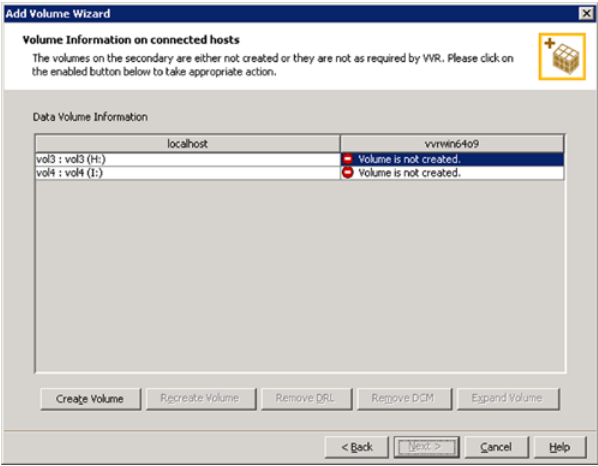 Add Volume Wizard
Volume Information on connected hosts
The volumes on the secondary are either not created or they are not as required by VVR. Please click on
the enabled button below to take appropriate action.
Data Volume Information
localhost vvrwin64o9
vol3 : vol3 (H:) Volume is not created.
vol4 : vol4 (I:) Volume is not created.
Create Volume Recreate Volume Remove DRL Remove DCM Expand Volume
< Back Next > Cancel Help